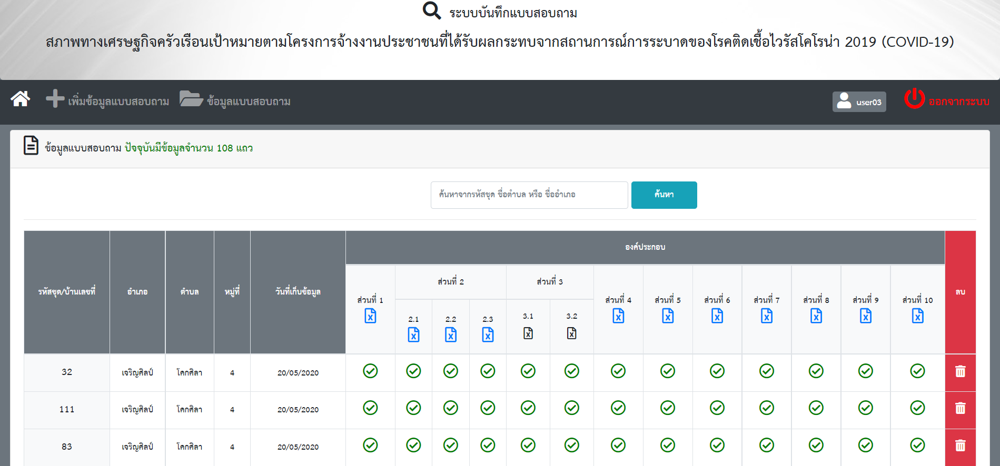 ระบบบันทึกแบบสอบถาม
สภาพทางเศรษฐกิจครัวเรือนเป้าหมายตามโครงการจ้างงานประชาชนที่ได้รับผลกระทบจากสถานการณ์การระบาดของโรคติดเชื้อไวรัสโคโรน่า 2019 (COVID-19)
เพิ่มข้อมูลแบบสอบถาม ข้อมูลแบบสอบถาม user03 ออกจากระบบ
ข้อมูลแบบสอบถาม ปัจจุบันมีข้อมูลจำนวน 108 แถว
ค้นหาจากรหัสชุด ชื่อตำบล หรือ ชื่ออำเภอ ค้นหา
รหัสชุด/บ้านเลขที่ อำเภอ ตำบล หมู่ที่ วันที่เก็บข้อมูล องค์ประกอบ ลบ
ส่วนที่ 1 ส่วนที่ 2 ส่วนที่ 3 ส่วนที่ 4 ส่วนที่ 5 ส่วนที่ 6 ส่วนที่ 7 ส่วนที่ 8 ส่วนที่ 9 ส่วนที่ 10
2.1 2.2 2.3 3.1 3.2
32 เจริญศิลป์ โคกศิลา 4 20/05/2020
111 เจริญศิลป์ โคกศิลา 4 20/05/2020
83 เจริญศิลป์ โคกศิลา 4 20/05/2020